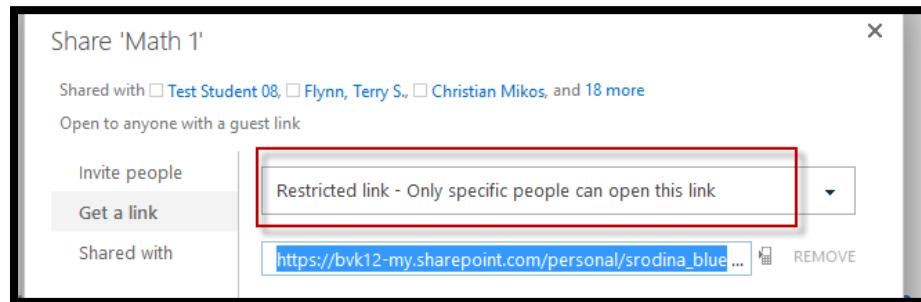 Share 'Math 1'
Shared with Test Student 08, Flynn, Terry S., Christian Mikos, and 18 more
Open to anyone with a guest link
Invite people
Restricted link - Only specific people can open this link
Get a link
Shared with
https://bvk12-my.sharepoint.com/personal/srodina_blue ... REMOVE